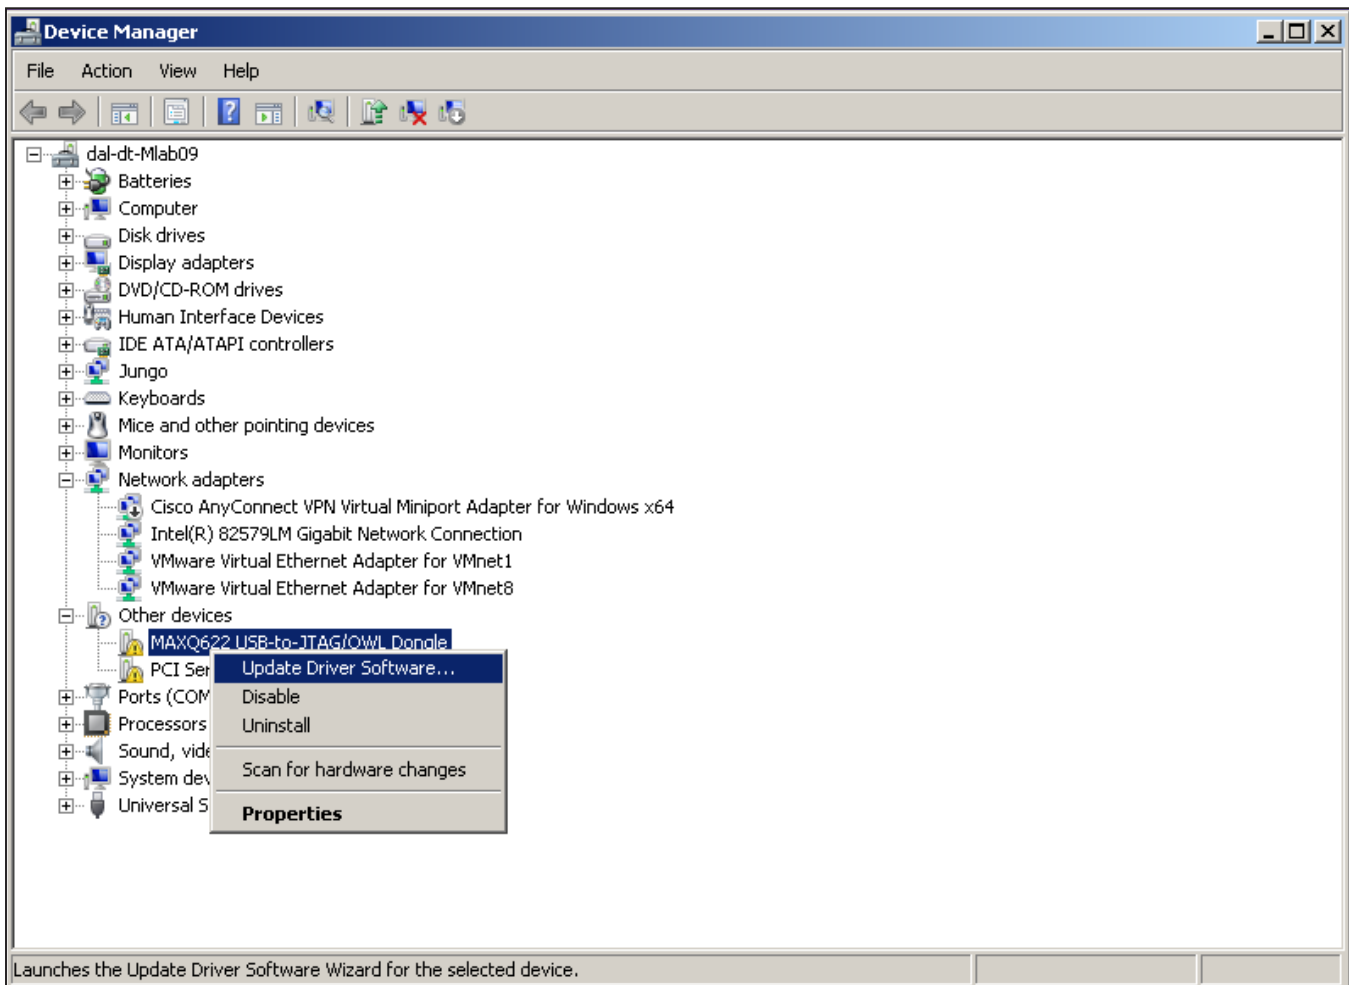 Device Manager
File Action View Help
dal-dt-Mlab09
Batteries
Computer
Disk drives
Display adapters
DVD/CD-ROM drives
Human Interface Devices
IDE ATA/ATAPI controllers
Jungo
Keyboards
Mice and other pointing devices
Monitors
Network adapters
Cisco AnyConnect VPN Virtual Miniport Adapter for Windows x64
Intel(R) 82579LM Gigabit Network Connection
VMware Virtual Ethernet Adapter for VMnet1
VMware Virtual Ethernet Adapter for VMnet8
Other devices
MAXQ622 USB-to-JTAG/OWL Dongle
PCI Ser
Ports (COM
Processors
Sound, vide
System dev
Universal S
Update Driver Software...
Disable
Uninstall
Scan for hardware changes
Properties
Launches the Update Driver Software Wizard for the selected device.